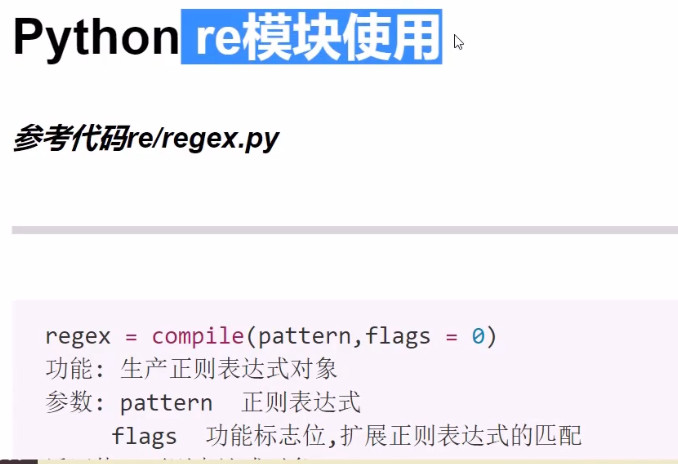 Python re模块使用
参考代码re/regex.py
regex = compile(pattern,flags = 0)
功能: 生产正则表达式对象
参数: pattern 正则表达式
flags 功能标志位,扩展正则表达式的匹配